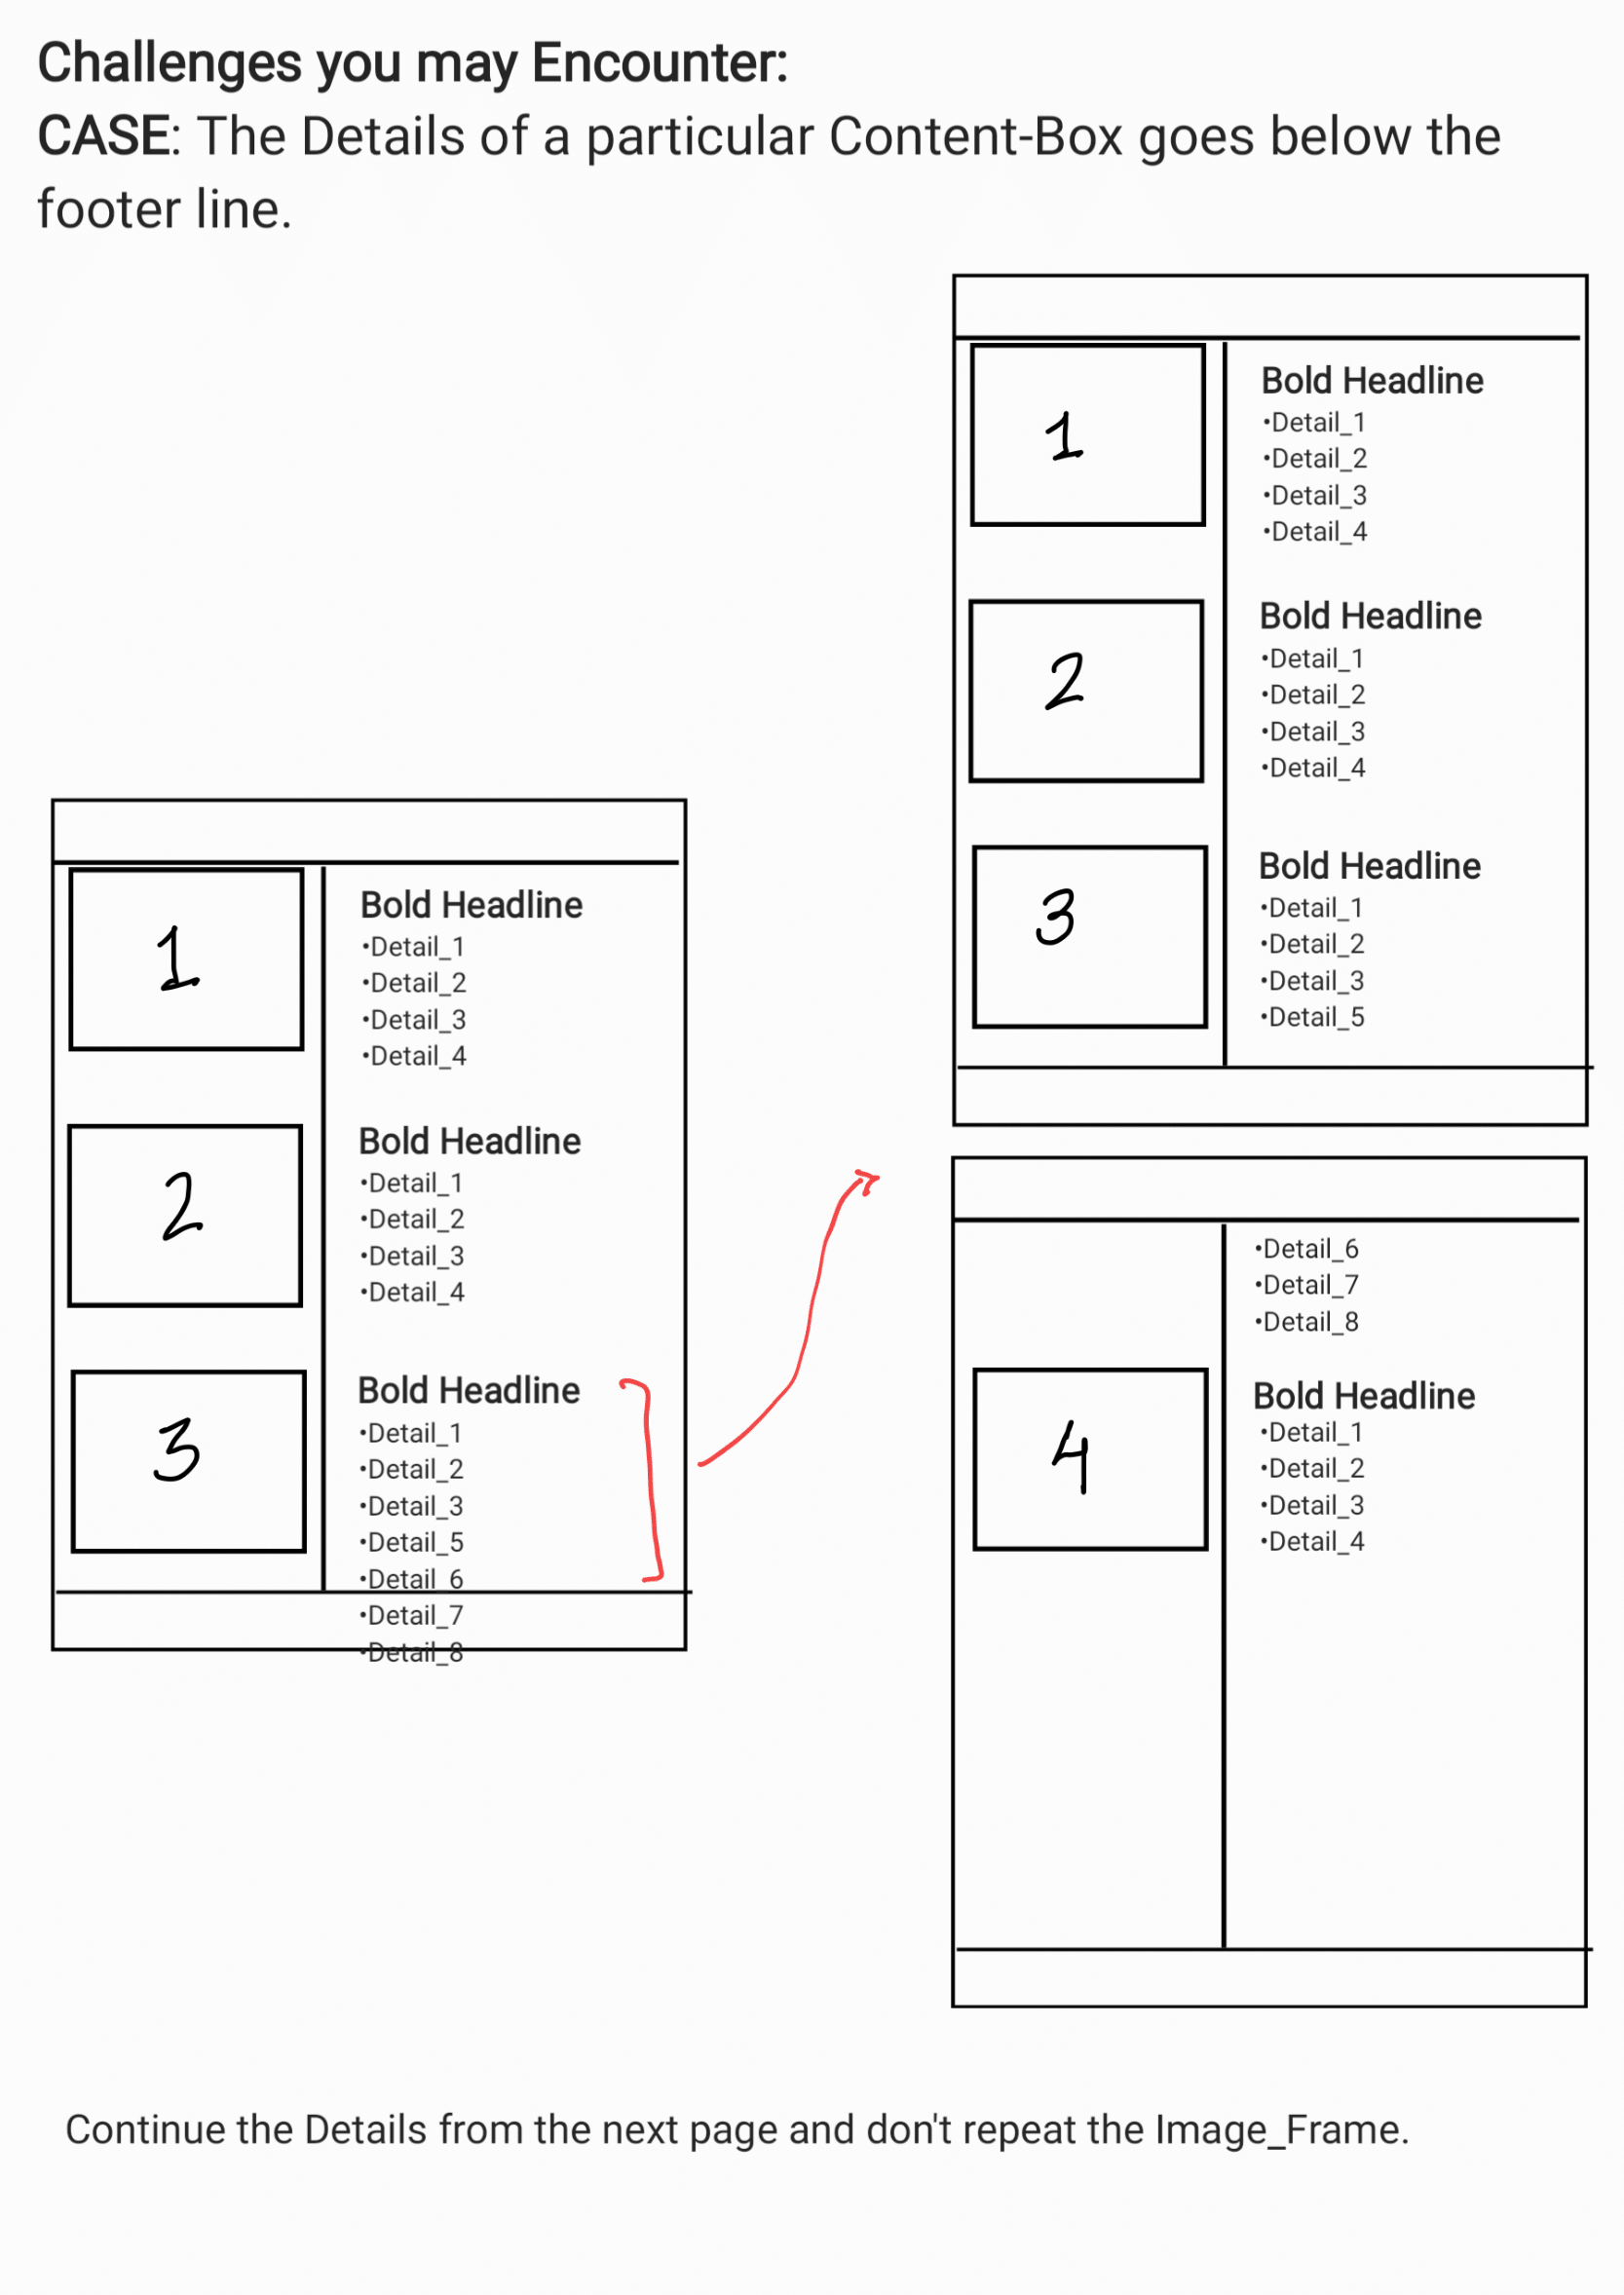 Challenges you may Encounter:
CASE: The Details of a particular Content-Box goes below the
footer line.
1
Bold Headline
•Detail_1
•Detail_2
•Detail_3
•Detail_4
2
Bold Headline
•Detail_1
•Detail_2
•Detail_3
•Detail_4
3
Bold Headline
•Detail_1
•Detail_2
•Detail_3
•Detail_5
•Detail_6
•Detail_7
•Detail_8
1
Bold Headline
•Detail_1
•Detail_2
•Detail_3
•Detail_4
2
Bold Headline
•Detail_1
•Detail_2
•Detail_3
•Detail_4
3
Bold Headline
•Detail_1
•Detail_2
•Detail_3
•Detail_5
•Detail_6
•Detail_7
•Detail_8
4
Bold Headline
•Detail_1
•Detail_2
•Detail_3
•Detail_4
Continue the Details from the next page and don't repeat the Image_Frame.